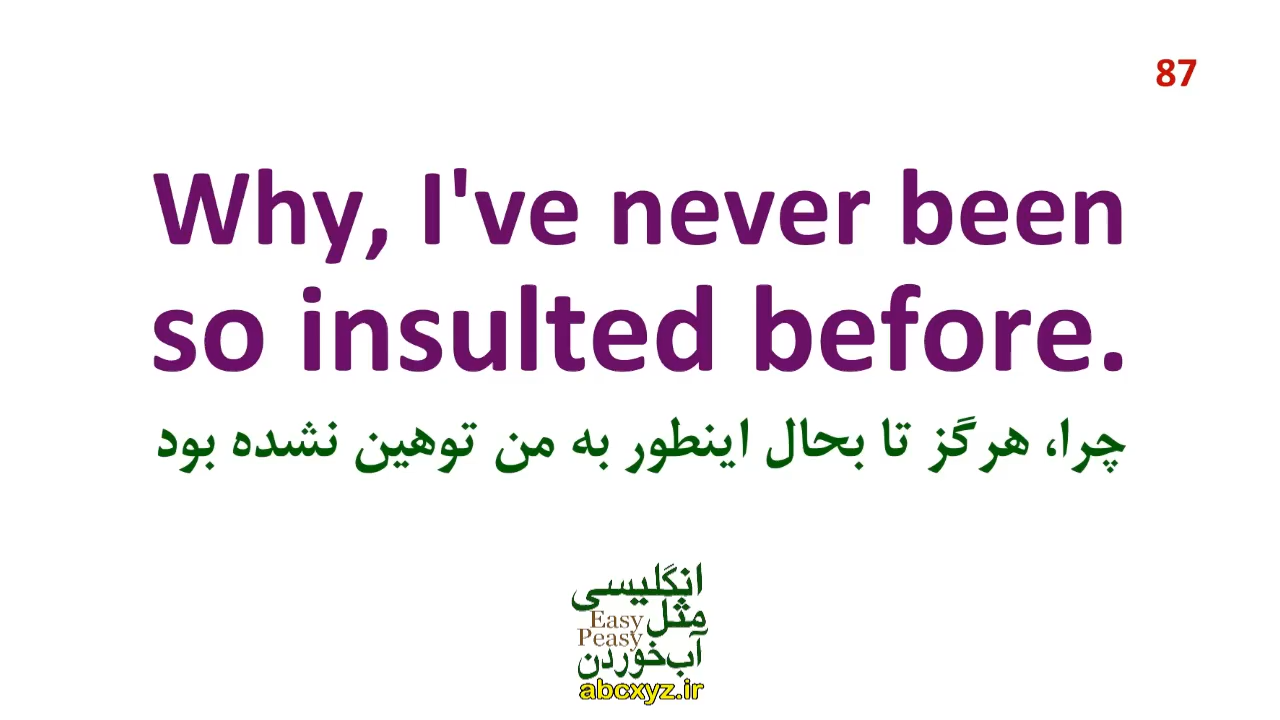 87
Why, I've never been
so insulted before.
چرا، هرگز تا بحال اینطور به من توهین نشده بود
انگلیسی
مثل
Easy
Peasy
آب‌خوردن
abcxyz.ir